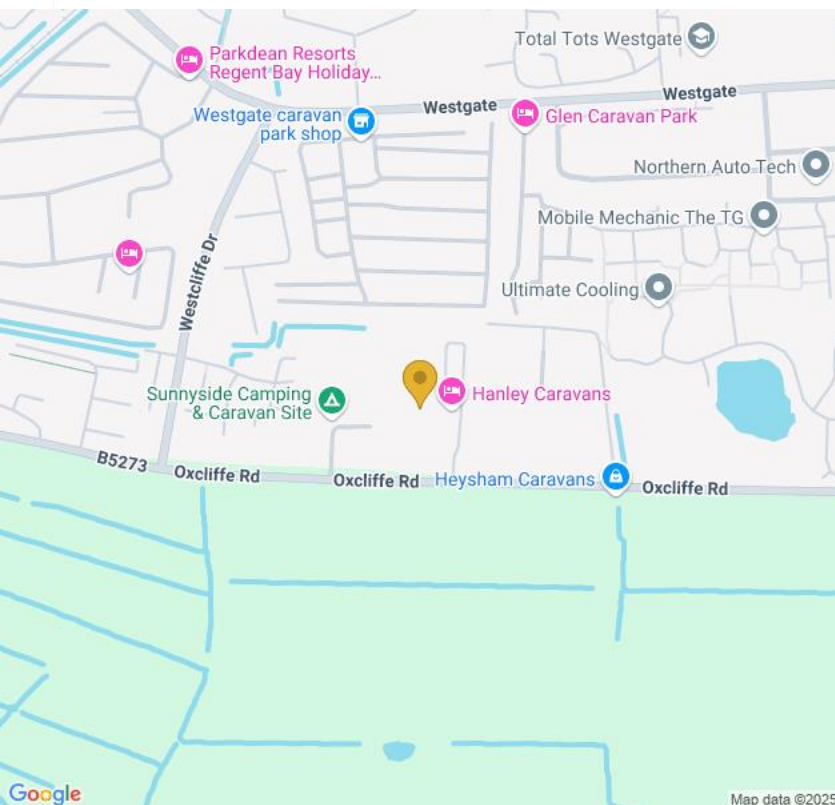 Parkdean Resorts
Regent Bay Holiday...
Total Tots Westgate
Westgate
Westgate
Westgate caravan
park shop
Glen Caravan Park
Northern Auto Tech
Mobile Mechanic The TG
Westcliffe Dr
Ultimate Cooling
Sunnyside Camping
& Caravan Site
Hanley Caravans
B5273
Oxcliffe Rd
Oxcliffe Rd
Heysham Caravans
Oxcliffe Rd
Google
Map data ©2025